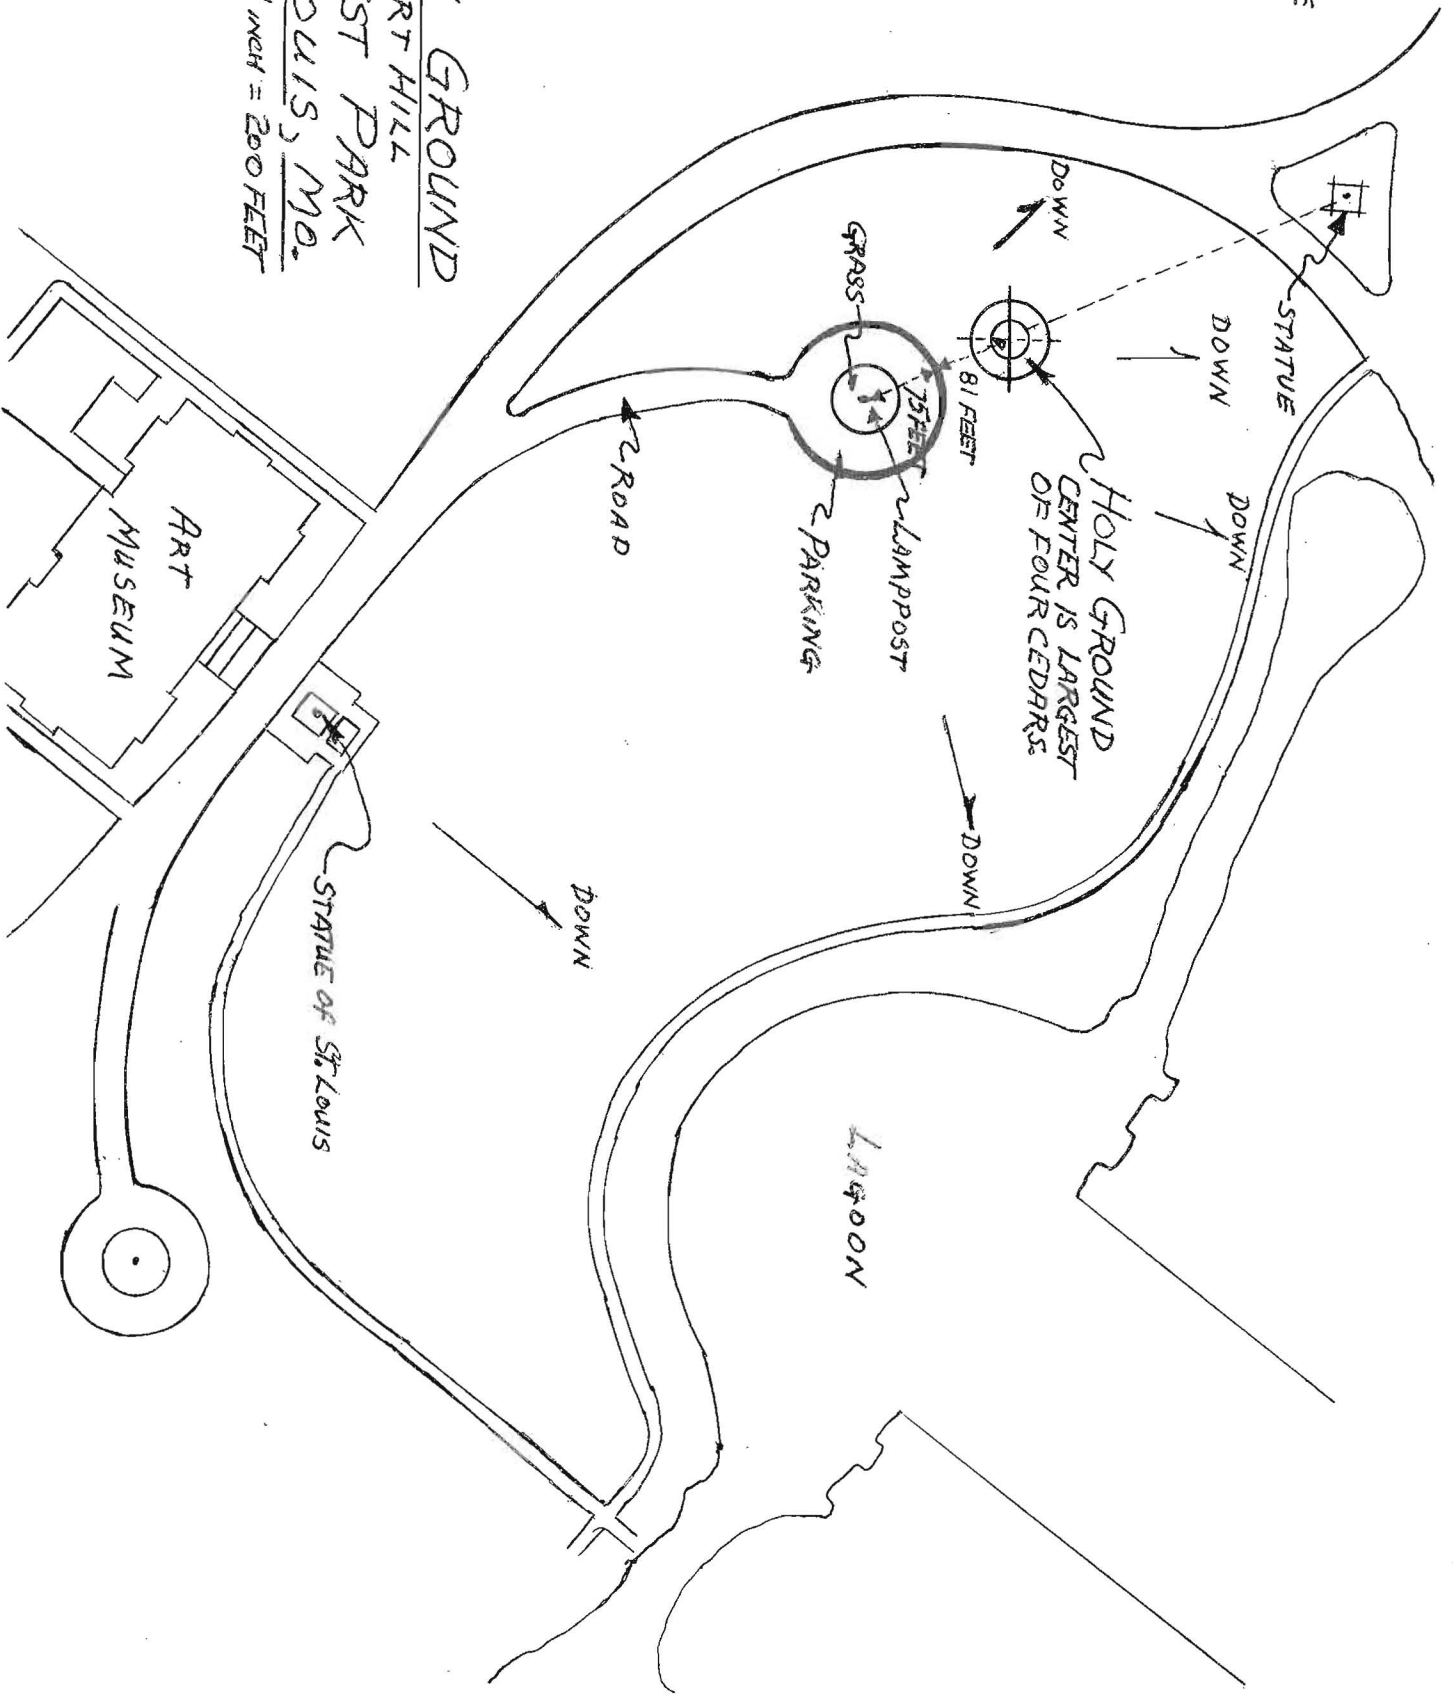 GROUND
RT HILL
ST PARK
OUIS, MO.
INCH = 200 FEET
STATUE
DOWN
DOWN
DOWN
HOLY GROUND
CENTER IS LARGEST
OF FOUR CEDARS.
81 FEET
75 FEET
GRASS
LAMPPOST
PARKING
ROAD
DOWN
DOWN
LAGOON
ART
MUSEUM
STATUE OF ST. LOUIS